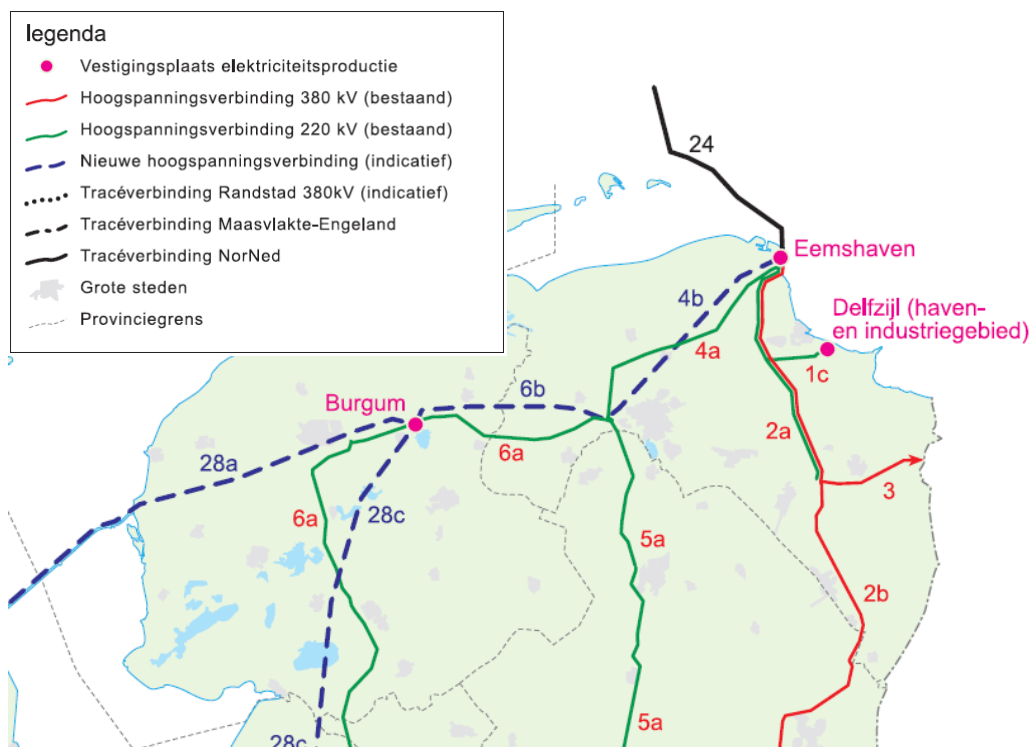 legenda
Vestigingsplaats elektriciteitsproductie
Hoogspanningsverbinding 380 kV (bestaand)
Hoogspanningsverbinding 220 kV (bestaand)
Nieuwe hoogspanningsverbinding (indicatief)
Tracéverbinding Randstad 380kV (indicatief)
Tracéverbinding Maasvlakte-Engeland
Tracéverbinding NorNed
Grote steden
Provinciegrens
24
Eemshaven
4b
Delfzijl (haven-
en industriegebied)
4a
1c
6b
Burgum
2a
6a
28a
3
6a
28c
5a
2b
5a
28c